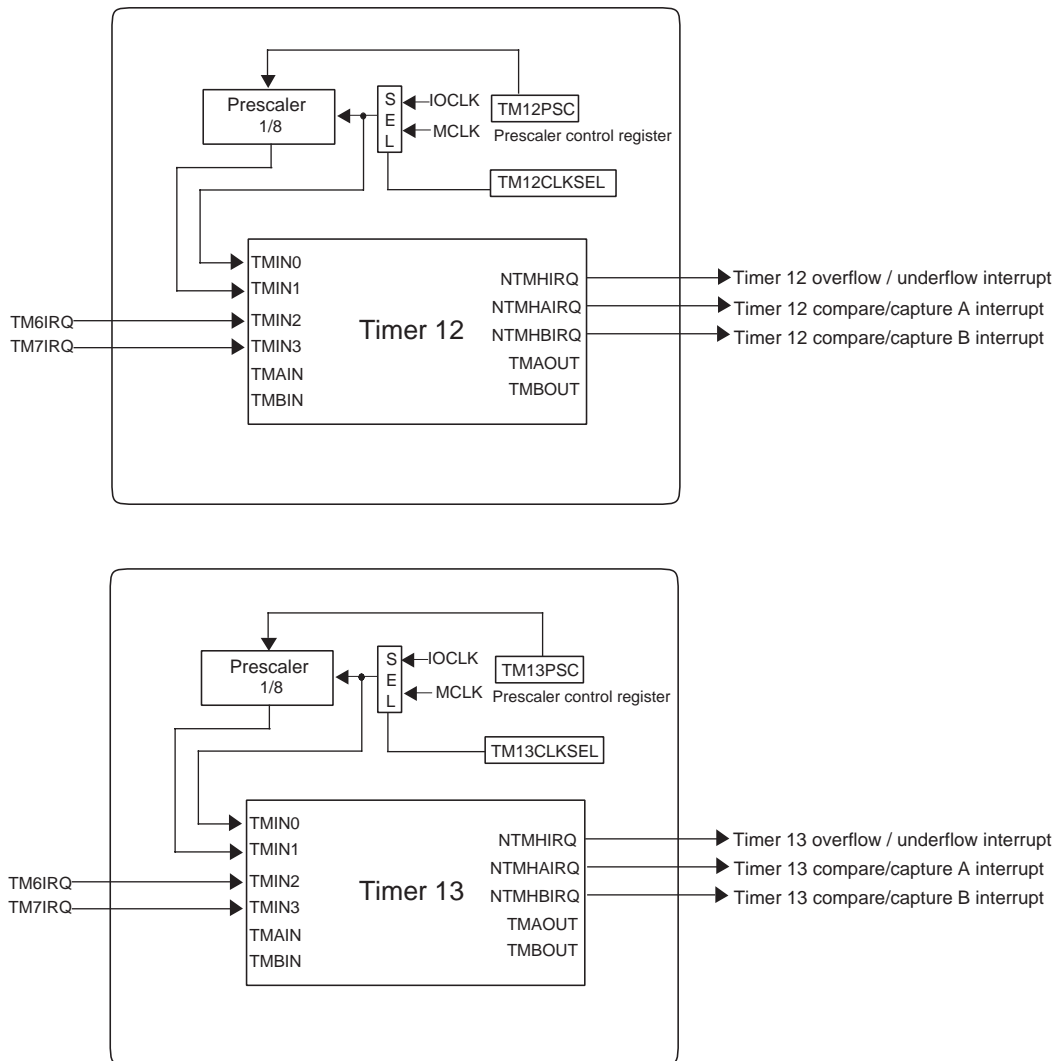 Prescaler
1/8
S
E
L
IOCLK
MCLK
TM12PSC
Prescaler control register
TM12CLKSEL
TMIN0
TMIN1
TM6IRQ
TMIN2
TM7IRQ
TMIN3
TMAIN
TMBIN
Timer 12
NTMHIRQ
NTMHAIRQ
NTMHBIRQ
TMAOUT
TMBOUT
Timer 12 overflow / underflow interrupt
Timer 12 compare/capture A interrupt
Timer 12 compare/capture B interrupt
Prescaler
1/8
S
E
L
IOCLK
MCLK
TM13PSC
Prescaler control register
TM13CLKSEL
TMIN0
TMIN1
TM6IRQ
TMIN2
TM7IRQ
TMIN3
TMAIN
TMBIN
Timer 13
NTMHIRQ
NTMHAIRQ
NTMHBIRQ
TMAOUT
TMBOUT
Timer 13 overflow / underflow interrupt
Timer 13 compare/capture A interrupt
Timer 13 compare/capture B interrupt